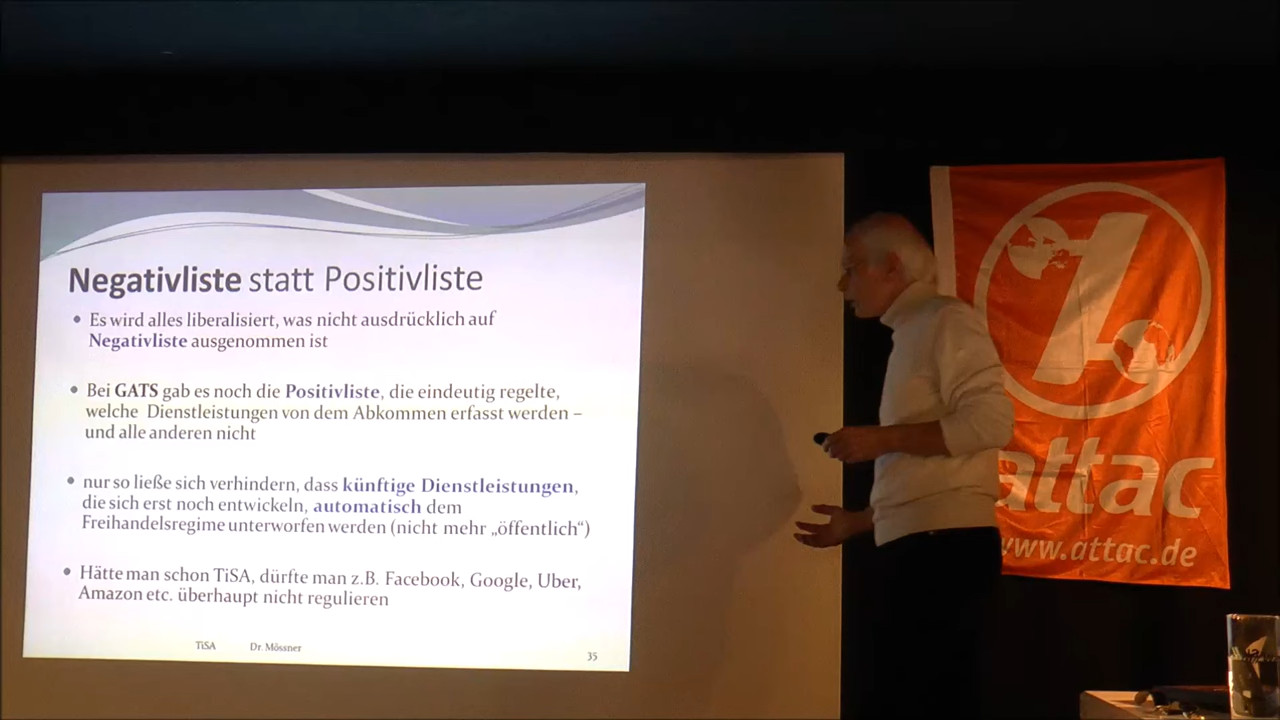 Negativliste statt Positivliste
• Es wird alles liberalisiert, was nicht ausdrücklich auf
Negativliste ausgenommen ist
• Bei GATS gab es noch die Positivliste, die eindeutig regelte,
welche Dienstleistungen von dem Abkommen erfasst werden –
und alle anderen nicht
• nur so ließe sich verhindern, dass künftige Dienstleistungen,
die sich erst noch entwickeln, automatisch dem
Freihandelsregime unterworfen werden (nicht mehr „öffentlich“)
• Hätte man schon TiSA, dürfte man z.B. Facebook, Google, Uber,
Amazon etc. überhaupt nicht regulieren
TiSA Dr. Mössner
35
attac
www.attac.de